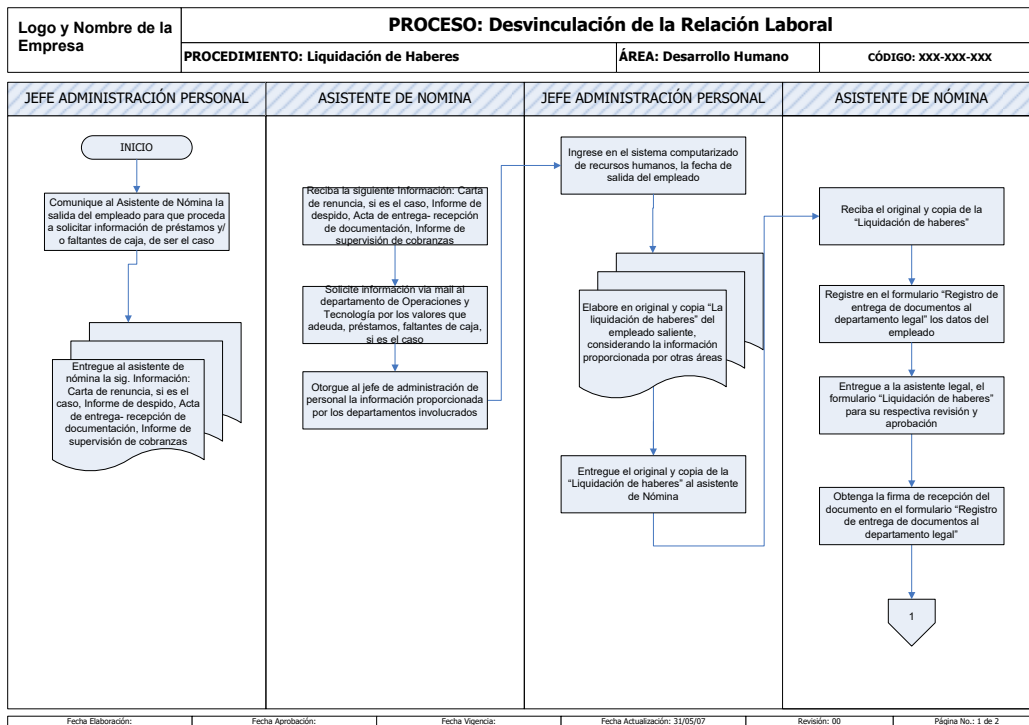 Logo y Nombre de la
Empresa
PROCESO: Desvinculación de la Relación Laboral
PROCEDIMIENTO: Liquidación de Haberes
ÁREA: Desarrollo Humano
CÓDIGO: XXX-XXX-XXX
JEFE ADMINISTRACIÓN PERSONAL
ASISTENTE DE NOMINA
JEFE ADMINISTRACIÓN PERSONAL
ASISTENTE DE NÓMINA
INICIO
Comunique al Asistente de Nómina la
salida del empleado para que proceda
a solicitar información de préstamos y/
o faltantes de caja, de ser el caso
Entregue al asistente de
nómina la sig. Información:
Carta de renuncia, si es el
caso, Informe de despido, Acta
de entrega- recepción de
documentación, Informe de
supervisión de cobranzas
Reciba la siguiente Información: Carta
de renuncia, si es el caso, Informe de
despido, Acta de entrega- recepción
de documentación, Informe de
supervisión de cobranzas
Solicite información vía mail al
departamento de Operaciones y
Tecnología por los valores que
adeuda, préstamos, faltantes de caja,
si es el caso
Otorgue al jefe de administración de
personal la información proporcionada
por los departamentos involucrados
Ingrese en el sistema computarizado
de recursos humanos, la fecha de
salida del empleado
Elabore en original y copia “La
liquidación de haberes” del
empleado saliente,
considerando la información
proporcionada por otras áreas
Entregue el original y copia de la
“Liquidación de haberes” al asistente
de Nómina
Reciba el original y copia de la
“Liquidación de haberes”
Registre en el formulario “Registro de
entrega de documentos al
departamento legal” los datos del
empleado
Entregue a la asistente legal, el
formulario “Liquidación de haberes”
para su respectiva revisión y
aprobación
Obtenga la firma de recepción del
documento en el formulario “Registro
de entrega de documentos al
departamento legal”
1
Fecha Elaboración:
Fecha Aprobación:
Fecha Vigencia:
Fecha Actualización: 31/05/07
Revisión: 00
Página No.: 1 de 2